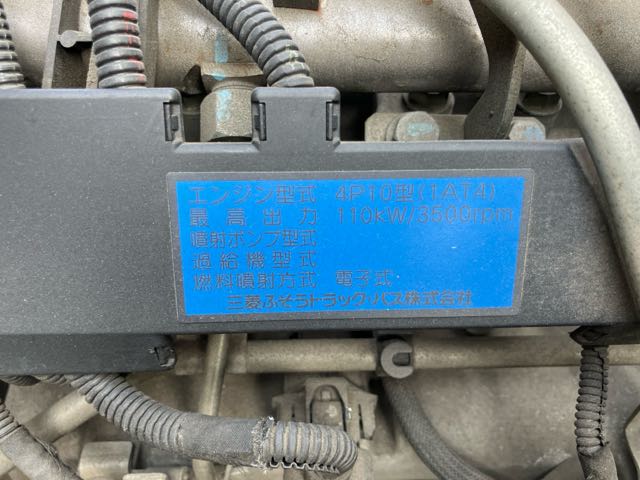 エンジン型式 4P10型(1AT4)
最高出力 110kW/3500rpm
噴射ポンプ型式
過給機型式
燃料噴射方式 電子式
三菱ふそうトラック・バス株式会社